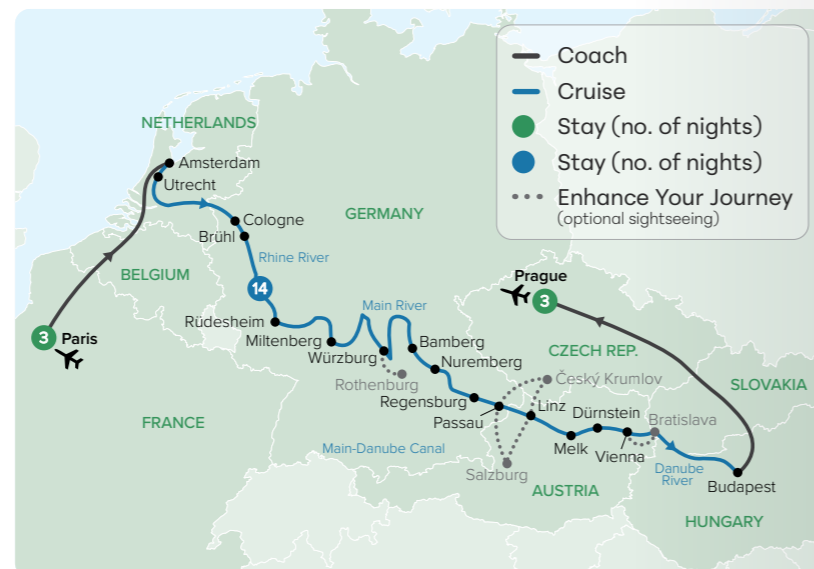 Coach
Cruise
Stay (no. of nights)
Stay (no. of nights)
Enhance Your Journey
(optional sightseeing)
NETHERLANDS
Amsterdam
Utrecht
Cologne
GERMANY
Brühl
Rhine River
BELGIUM
Prague
14
3
Main River
Rüdesheim
3 Paris
Miltenberg
Bamberg
Würzburg
CZECH REP.
Nuremberg
Rothenburg
Český Krumlov
SLOVAKIA
Regensburg
Linz
Dürnstein
FRANCE
Passau
Bratislava
Main-Danube Canal
Melk
Vienna
Salzburg
Danube
River
AUSTRIA
Budapest
HUNGARY